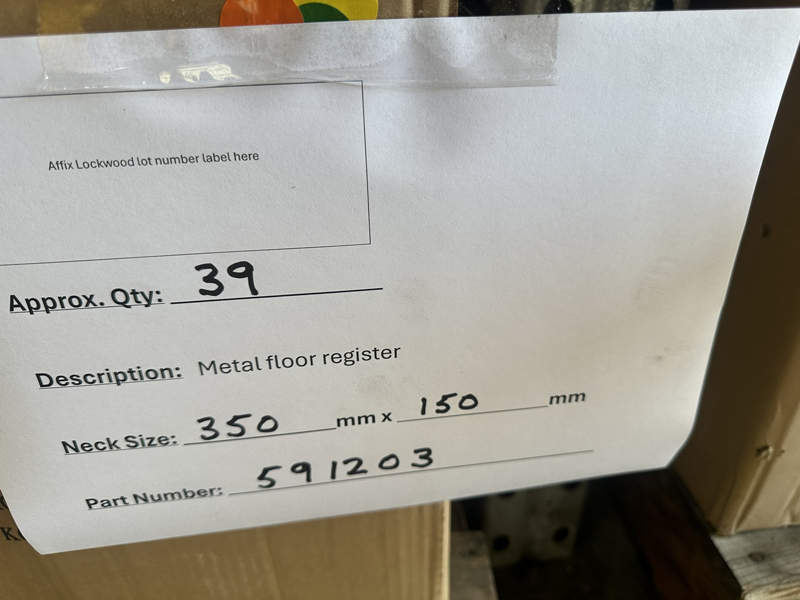 Affix Lockwood lot number label here
Approx. Qty: 39
Description: Metal floor register
Neck Size: 350 mm x 150 mm
Part Number: 591203